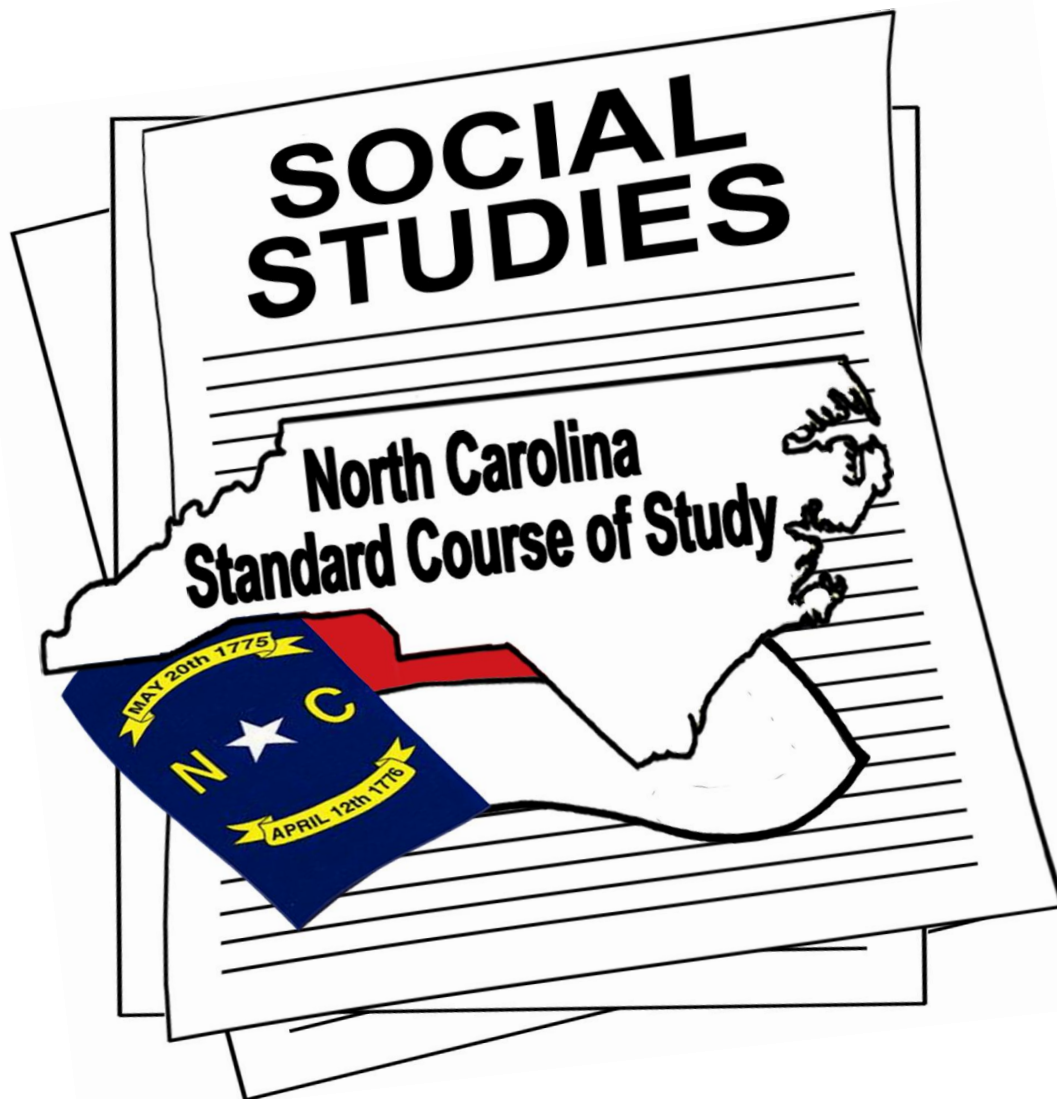 SOCIAL
STUDIES
North Carolina
Standard Course of Study
MAY 20th 1775
N C
APRIL 12th 1776